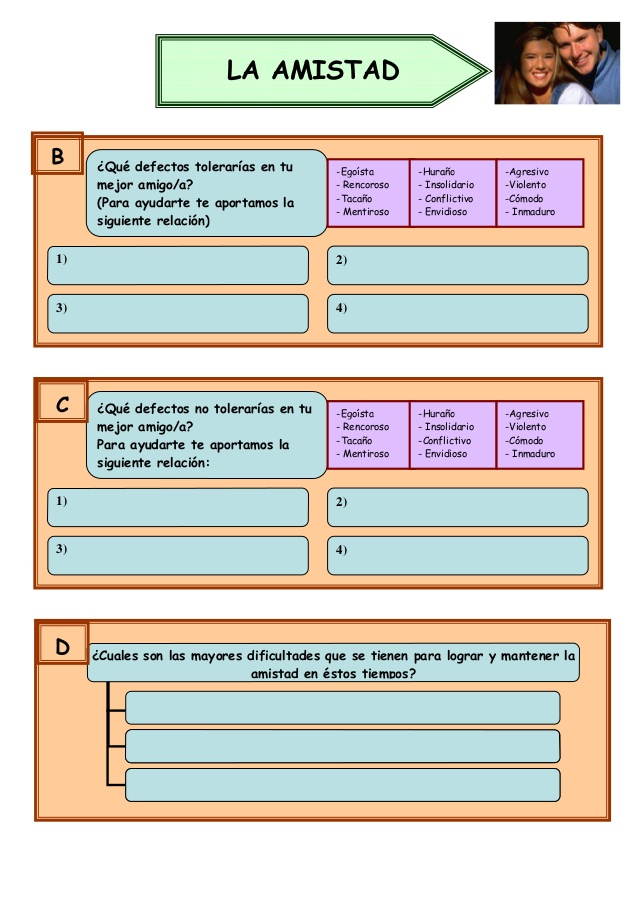 LA AMISTAD
B
¿Qué defectos tolerarías en tu
mejor amigo/a?
(Para ayudarte te aportamos la
siguiente relación)
-Egoísta
- Rencoroso
-Tacaño
- Mentiroso
-Huraño
- Insolidario
- Conflictivo
- Envidioso
-Agresivo
-Violento
-Cómodo
- Inmaduro
1)
2)
3)
4)
C
¿Qué defectos no tolerarías en tu
mejor amigo/a?
Para ayudarte te aportamos la
siguiente relación:
-Egoísta
- Rencoroso
-Tacaño
- Mentiroso
-Huraño
- Insolidario
-Conflictivo
- Envidioso
-Agresivo
-Violento
-Cómodo
- Inmaduro
1)
2)
3)
4)
D
¿Cuales son las mayores dificultades que se tienen para lograr y mantener la
amistad en éstos tiempos?